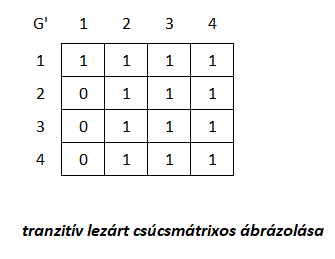 G' 1 2 3 4
1 1 1 1 1
2 0 1 1 1
3 0 1 1 1
4 0 1 1 1
tranzitív lezárt csúcsmátrixos ábrázolása